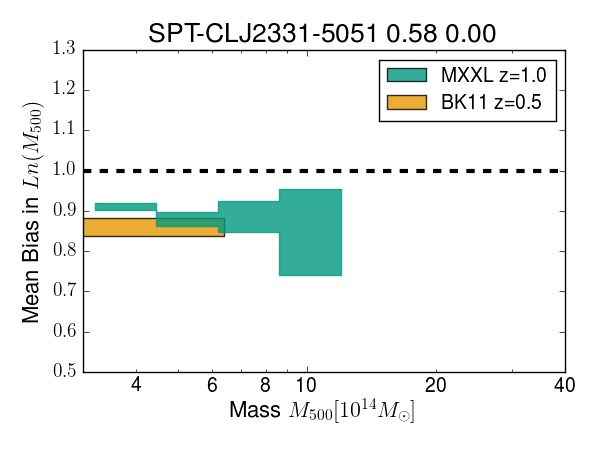 SPT-CLJ2331-5051 0.58 0.00
MXXL z=1.0
BK11 z=0.5
Mean Bias in Ln(M₅₀₀)
1.3
1.2
1.1
1.0
0.9
0.8
0.7
0.6
0.5
4 6 8 10 20 40
Mass M₅₀₀[10¹⁴M⊙]